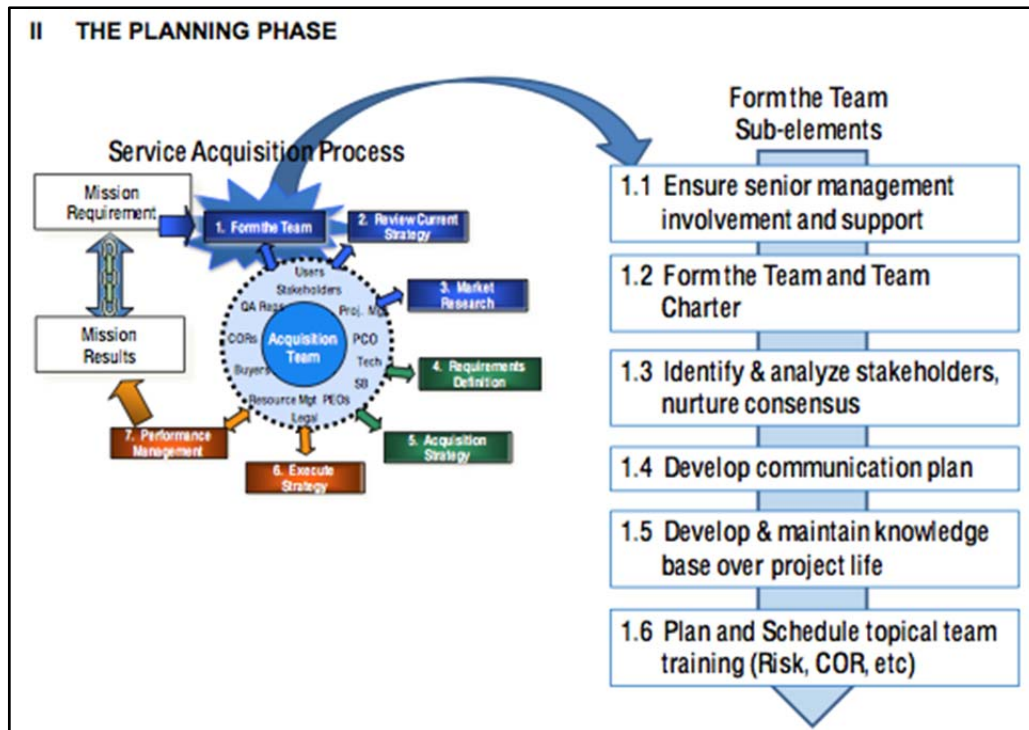 II THE PLANNING PHASE
Service Acquisition Process
Mission
Requirement
1. Form the Team
2. Review Current
Strategy
3. Market
Research
4. Requirements
Definition
5. Acquisition
Strategy
6. Execute
Strategy
7. Performance
Management
Mission
Results
Users
Stakeholders
QA Reps
Proj. Mgt
CORs
PCO
Acquisition
Team
Tech
Buyers
SB
Resource Mgt PEOs
Legal
Form the Team
Sub-elements
1.1 Ensure senior management
involvement and support
1.2 Form the Team and Team
Charter
1.3 Identify & analyze stakeholders,
nurture consensus
1.4 Develop communication plan
1.5 Develop & maintain knowledge
base over project life
1.6 Plan and Schedule topical team
training (Risk, COR, etc)